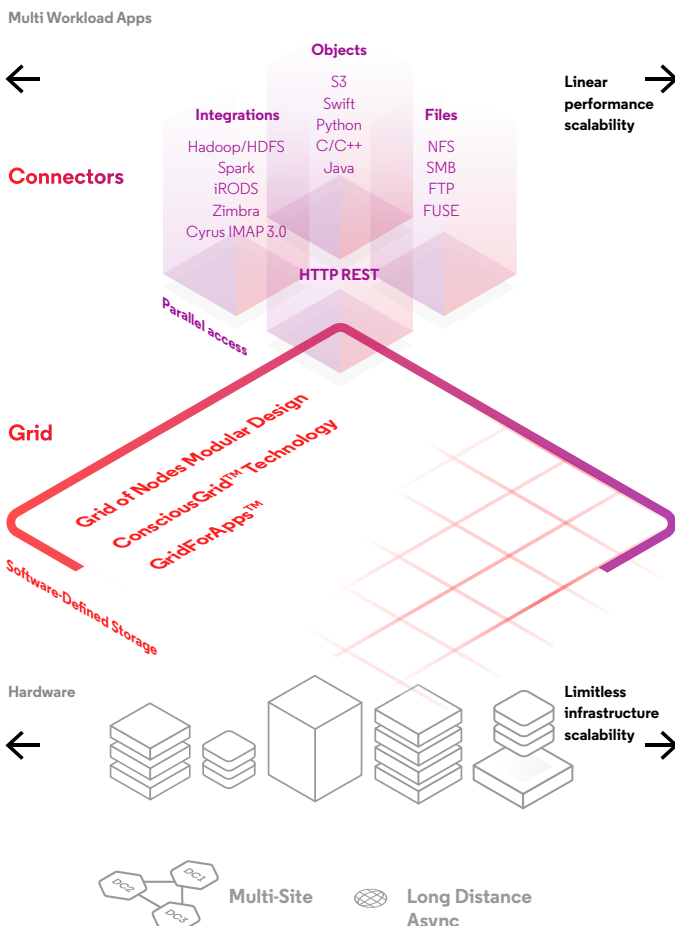 Multi Workload Apps
Objects
S3
Swift
Python
C/C++
Java
Integrations
Hadoop/HDFS
Spark
iRODS
Zimbra
Cyrus IMAP 3.0
Files
NFS
SMB
FTP
FUSE
Linear
performance
scalability
Connectors
HTTP REST
Parallel access
Grid
Grid of Nodes Modular Design
ConsciousGrid™ Technology
GridForApps™
Software-Defined Storage
Hardware
Limitless
infrastructure
scalability
DC1
DC2
DC3
Multi-Site
Long Distance
Async